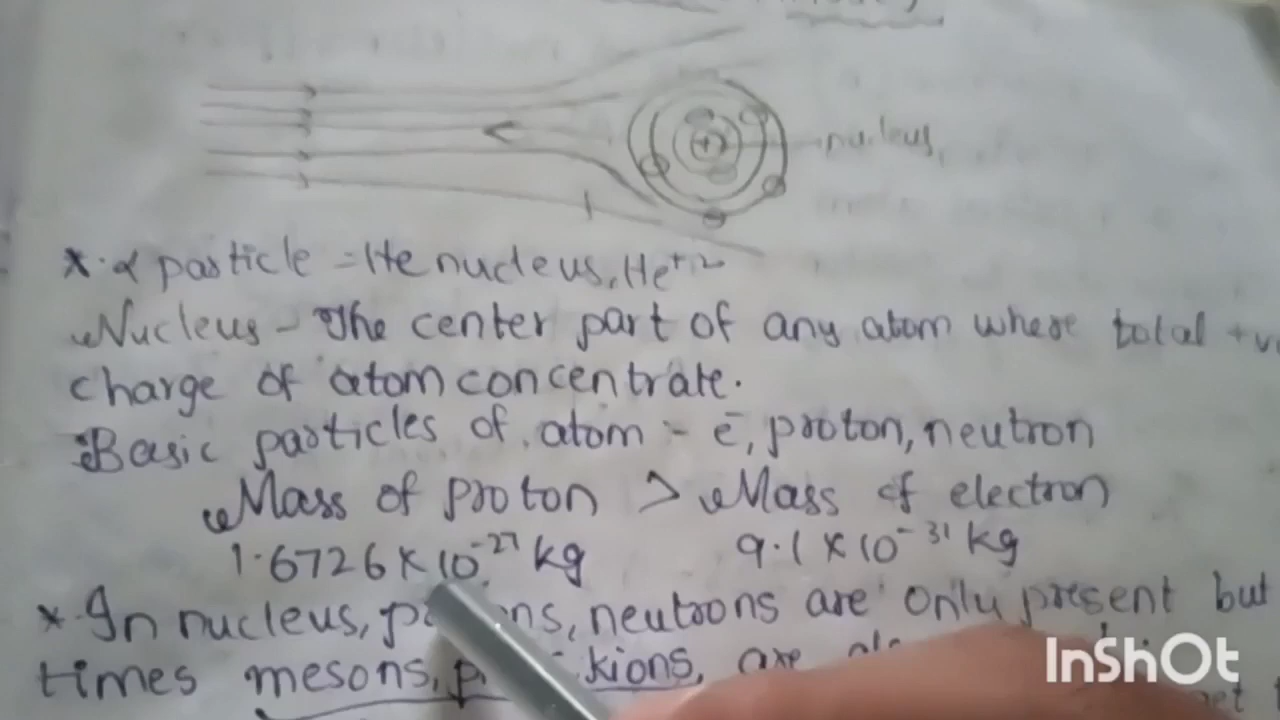 nucleus
*. α particle = He nucleus, He⁺²
Nucleus - The center part of any atom where total +v
charge of atom concentrate.
Basic particles of atom - e̅, proton, neutron
Mass of proton > Mass of electron
1.6726 × 10⁻²⁷ kg 9.1 × 10⁻³¹ kg
*. In nucleus, neutrons are only present but
times mesons, kions, are
InShOt